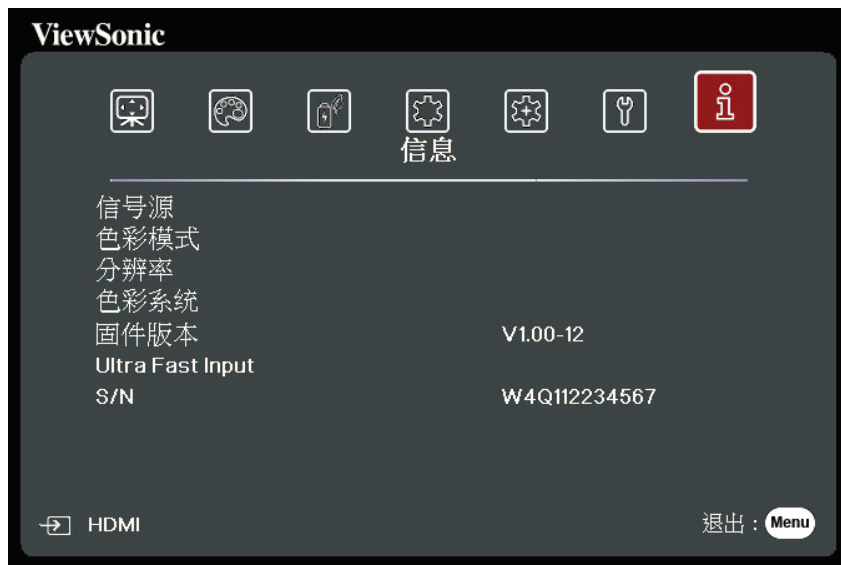 ViewSonic
信息
信号源
色彩模式
分辨率
色彩系统
固件版本 V1.00-12
Ultra Fast Input
S/N W4Q112234567
HDMI 退出：Menu